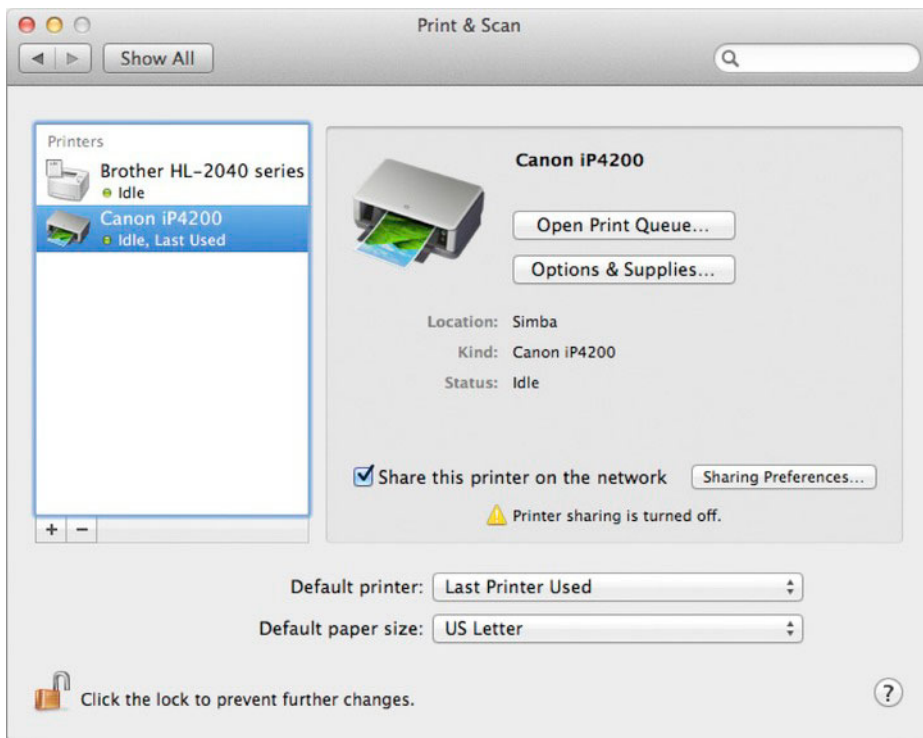 Print & Scan
Show All
Printers
Brother HL-2040 series
Idle
Canon iP4200
Idle, Last Used
Canon iP4200
Open Print Queue...
Options & Supplies...
Location: Simba
Kind: Canon iP4200
Status: Idle
Share this printer on the network
Sharing Preferences...
Printer sharing is turned off.
+ −
Default printer: Last Printer Used
Default paper size: US Letter
Click the lock to prevent further changes.
?